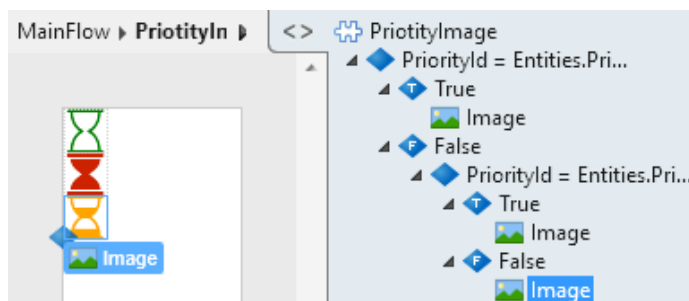 MainFlow PriotityIn
<> PriotityImage
PriorityId = Entities.Pri...
T True
Image
F False
PriorityId = Entities.Pri...
T True
Image
F False
Image
Image